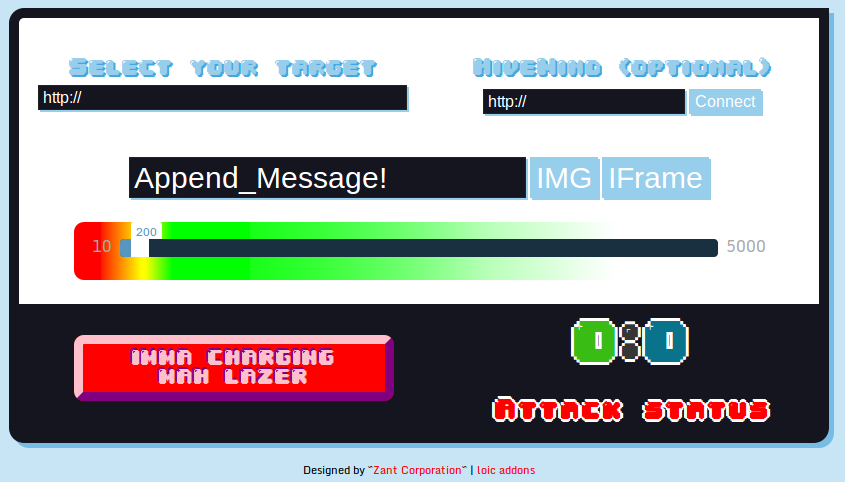 Select your target
HiveMind (optional)
http://
http://
Connect
Append_Message!
IMG
IFrame
200
10
5000
IMMA CHARGING
MAH LAZER
0:0
Attack status
Designed by "Zant Corporation" | loic addons